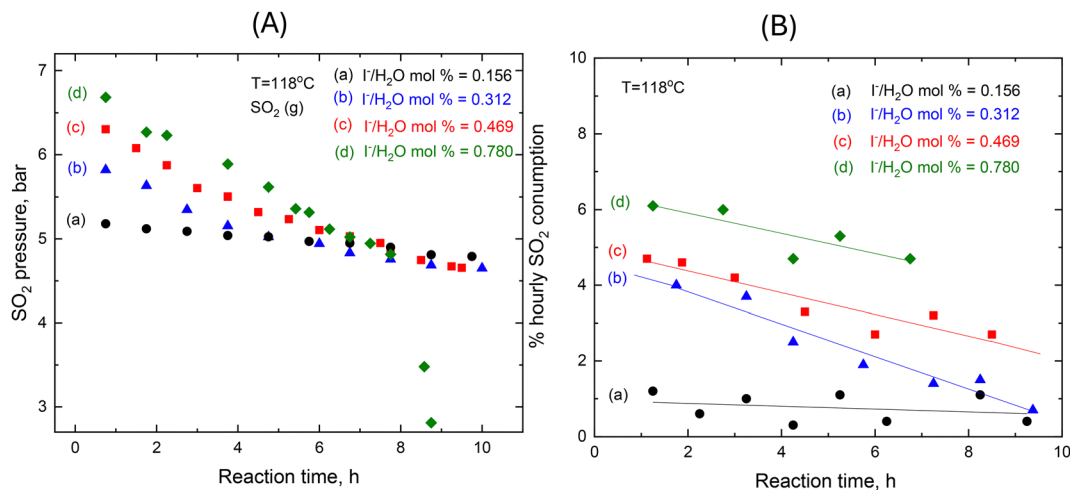 (A)
(B)
7
6
5
4
3
SO₂ pressure, bar
T=118°C
SO₂ (g)
(a) I⁻/H₂O mol % = 0.156
(b) I⁻/H₂O mol % = 0.312
(c) I⁻/H₂O mol % = 0.469
(d) I⁻/H₂O mol % = 0.780
(d)
(c)
(b)
(a)
0 2 4 6 8 10
Reaction time, h
10
8
6
4
2
0
% hourly SO₂ conumption
T=118°C
(a) I⁻/H₂O mol % = 0.156
(b) I⁻/H₂O mol % = 0.312
(c) I⁻/H₂O mol % = 0.469
(d) I⁻/H₂O mol % = 0.780
(d)
(c)
(b)
(a)
0 2 4 6 8 10
Reaction time, h